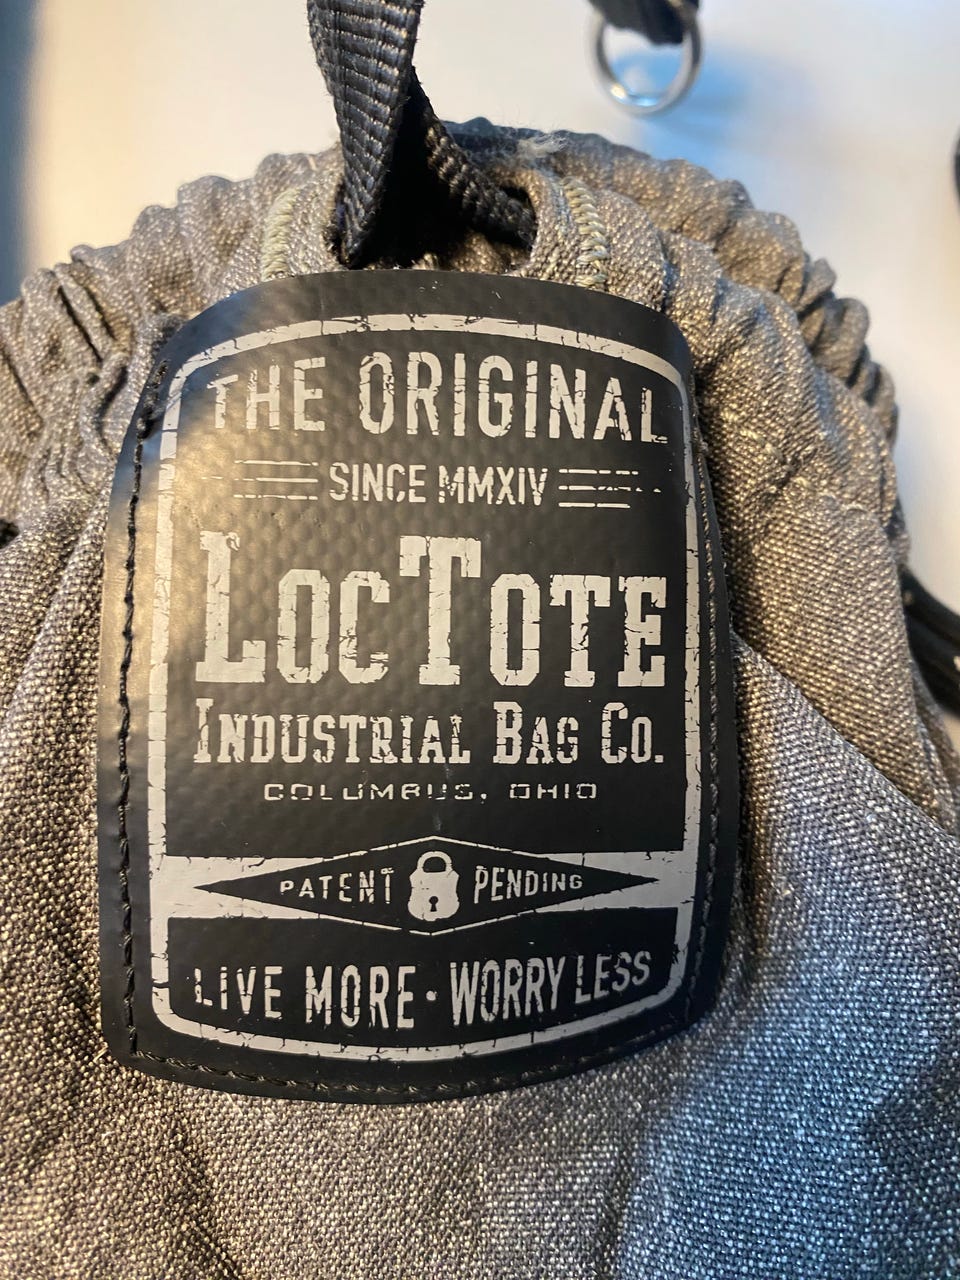 THE ORIGINAL
SINCE MMXIV
LOCTOTE
INDUSTRIAL BAG CO.
COLUMBUS, OHIO
PATENT PENDING
LIVE MORE · WORRY LESS